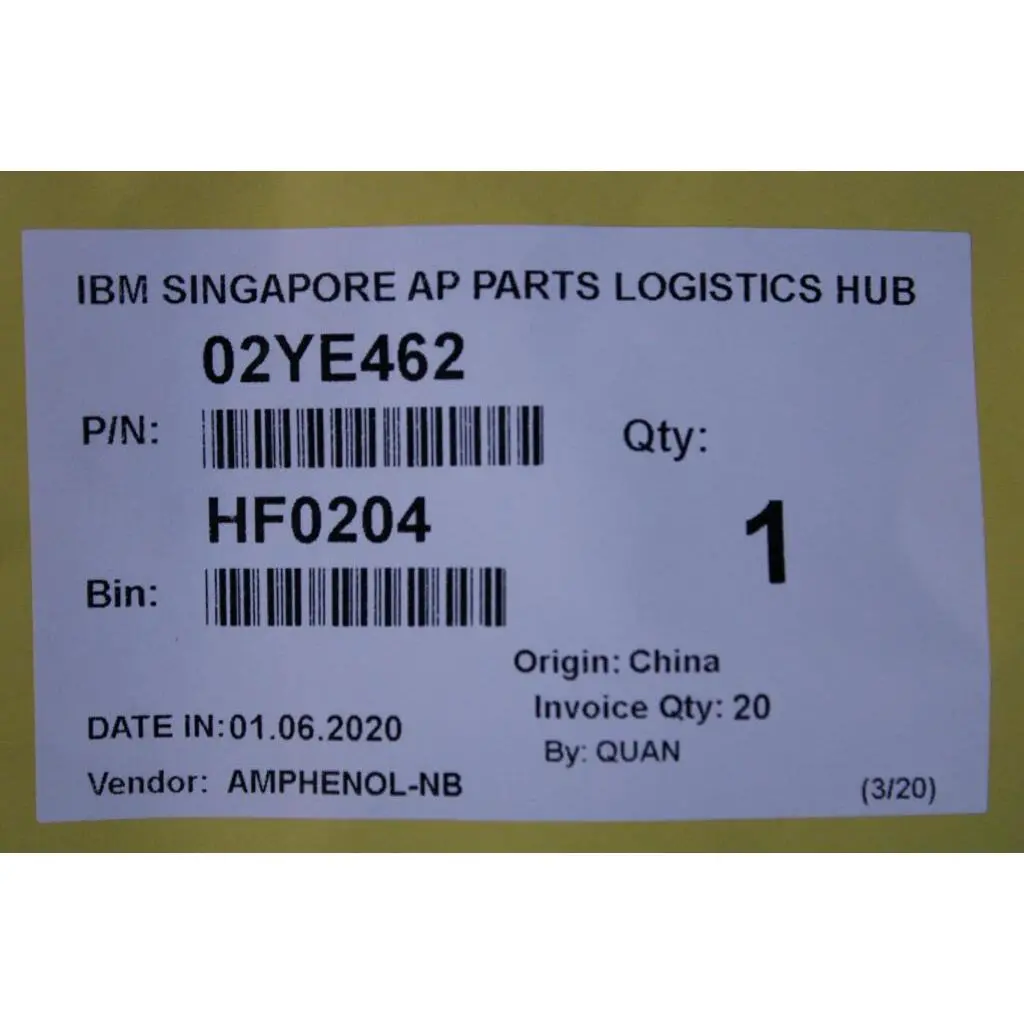 IBM SINGAPORE AP PARTS LOGISTICS HUB
02YE462
P/N:
Qty:
HF0204
1
Bin:
Origin: China
Invoice Qty: 20
DATE IN:01.06.2020
By: QUAN
Vendor: AMPHENOL-NB
(3/20)